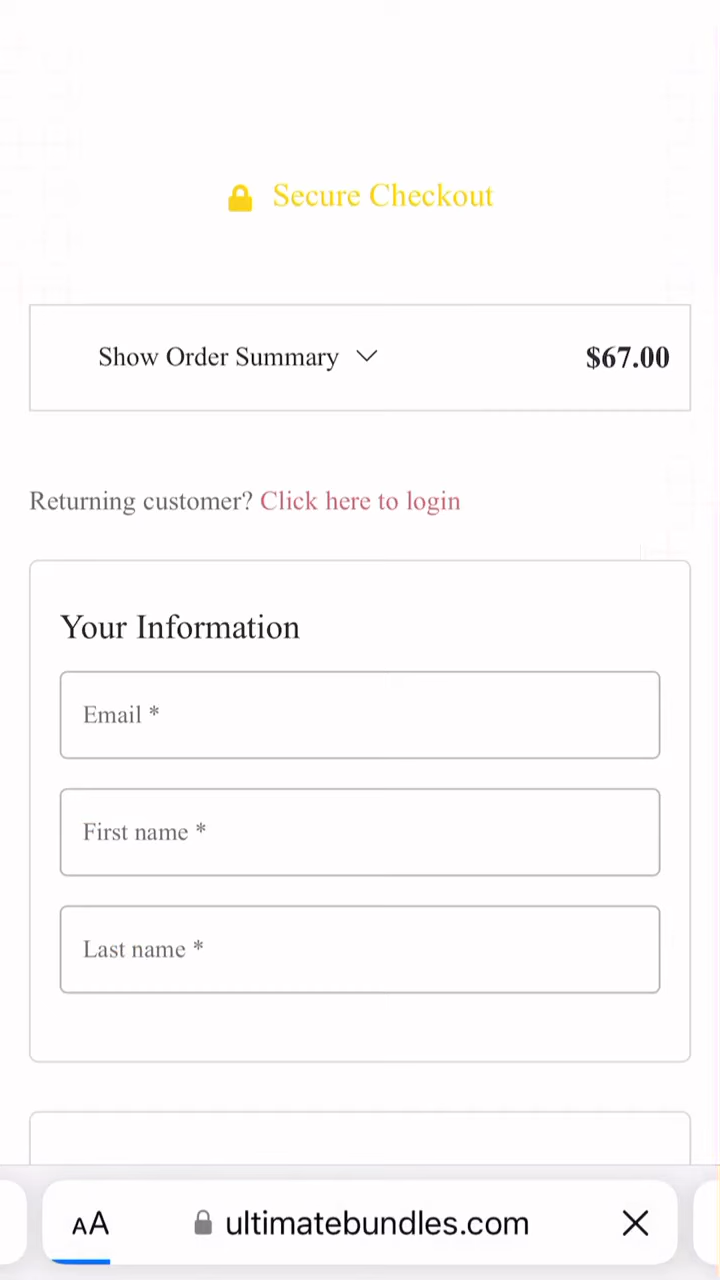 Secure Checkout
Show Order Summary $67.00
Returning customer? Click here to login
Your Information
Email *
First name *
Last name *
AA ultimatebundles.com